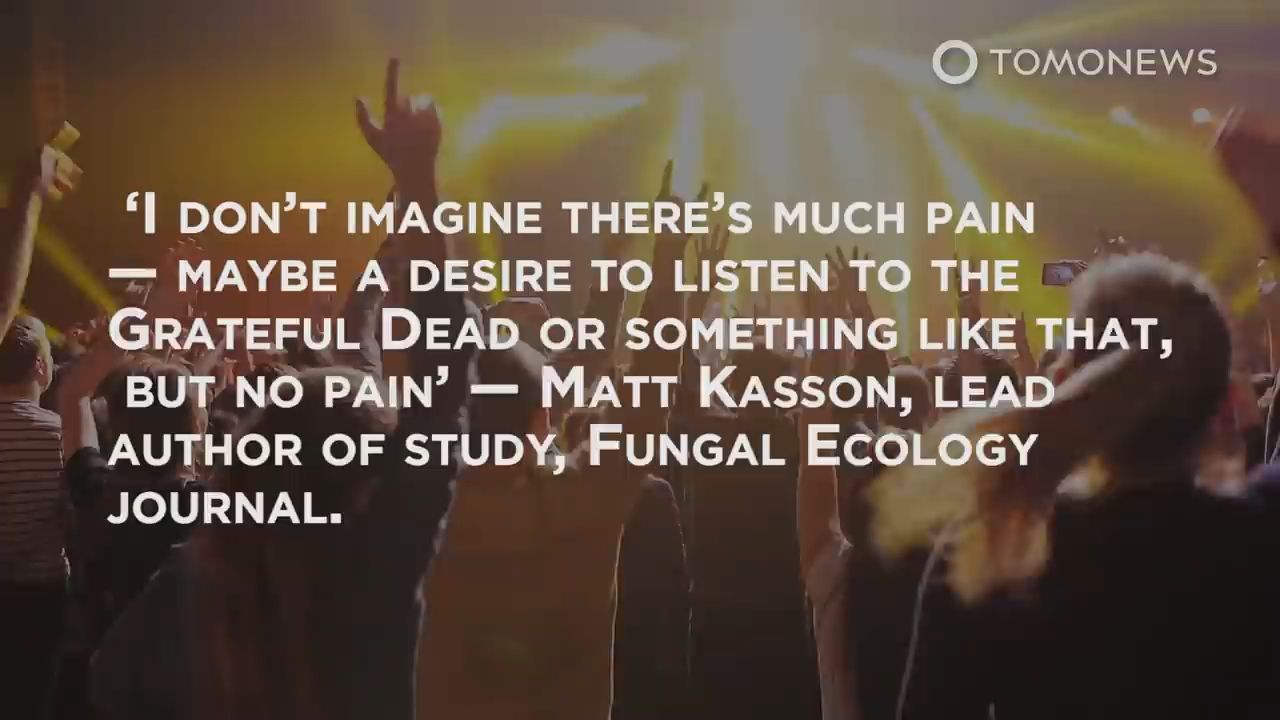 TOMONEWS
‘I DON’T IMAGINE THERE’S MUCH PAIN
— MAYBE A DESIRE TO LISTEN TO THE
GRATEFUL DEAD OR SOMETHING LIKE THAT,
BUT NO PAIN’ — MATT KASSON, LEAD
AUTHOR OF STUDY, FUNGAL ECOLOGY
JOURNAL.